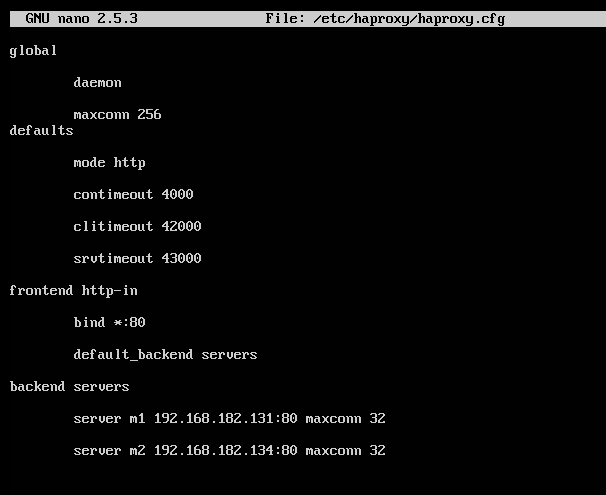 GNU nano 2.5.3 File: /etc/haproxy/haproxy.cfg
global
daemon
maxconn 256
defaults
mode http
contimeout 4000
clitimeout 42000
srvtimeout 43000
frontend http-in
bind *:80
default_backend servers
backend servers
server m1 192.168.182.131:80 maxconn 32
server m2 192.168.182.134:80 maxconn 32